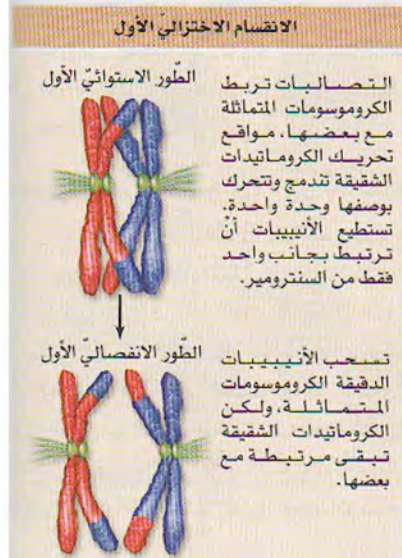 الانقسام الاختزاليّ الأول
الطّور الاستوائيّ الأول
التصالبات تربط
الكروموسومات المتماثلة
مع بعضها، مواقع
تحريك الكروماتيدات
الشقيقة تندمج وتتحرك
بوصفها وحدة واحدة.
تستطيع الأنيبيبات أنْ
ترتبط بجانب واحد
فقط من السنترومير.
الطّور الانفصاليّ الأول
تسحب الأنيبيبات
الدقيقة الكروموسومات
المتماثلة، ولكن
الكروماتيدات الشقيقة
تبقى مرتبطة مع
بعضها.